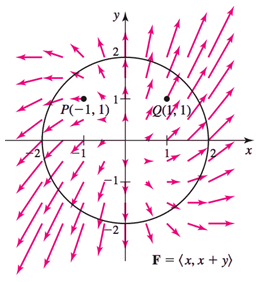 y
2
P(−1, 1)
1
Q(1, 1)
−2
−1
1
2
x
−1
−2
F = ⟨x, x + y⟩